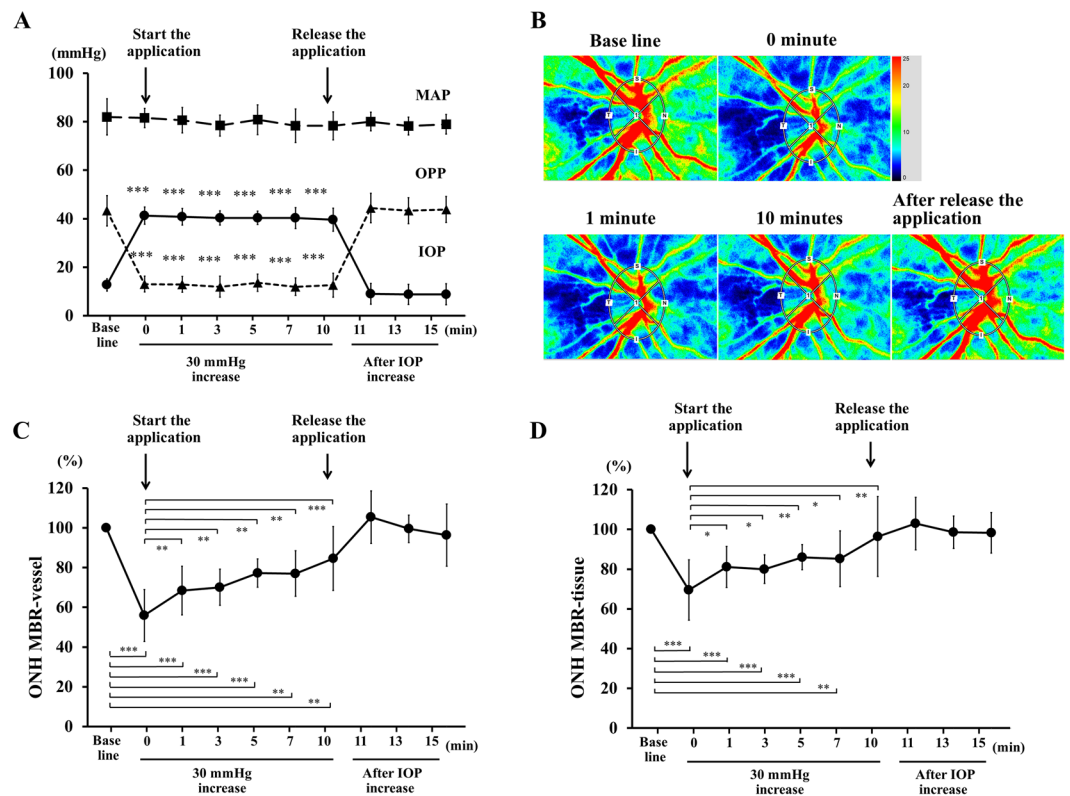 A
Start the
application
Release the
application
(mmHg)
100
80
60
40
20
0
MAP
OPP
IOP
*** *** *** *** *** ***
*** *** *** *** *** ***
Base
line
0 1 3 5 7 10 11 13 15 (min)
30 mmHg
increase
After IOP
increase
B
Base line
0 minute
S
T 1 N
I
S
T 1 N
I
25
20
10
0
1 minute
10 minutes
After release the
application
S
T 1 N
I
S
T 1 N
I
S
T 1 N
I
C
Start the
application
Release the
application
(%)
ONH MBR-vessel
120
100
80
60
40
20
0
***
**
**
**
**
***
***
***
***
**
**
Base
line
0 1 3 5 7 10 11 13 15 (min)
30 mmHg
increase
After IOP
increase
D
Start the
application
Release the
application
(%)
ONH MBR-tissue
120
100
80
60
40
20
0
**
*
**
*
*
***
***
***
***
**
Base
line
0 1 3 5 7 10 11 13 15 (min)
30 mmHg
increase
After IOP
increase